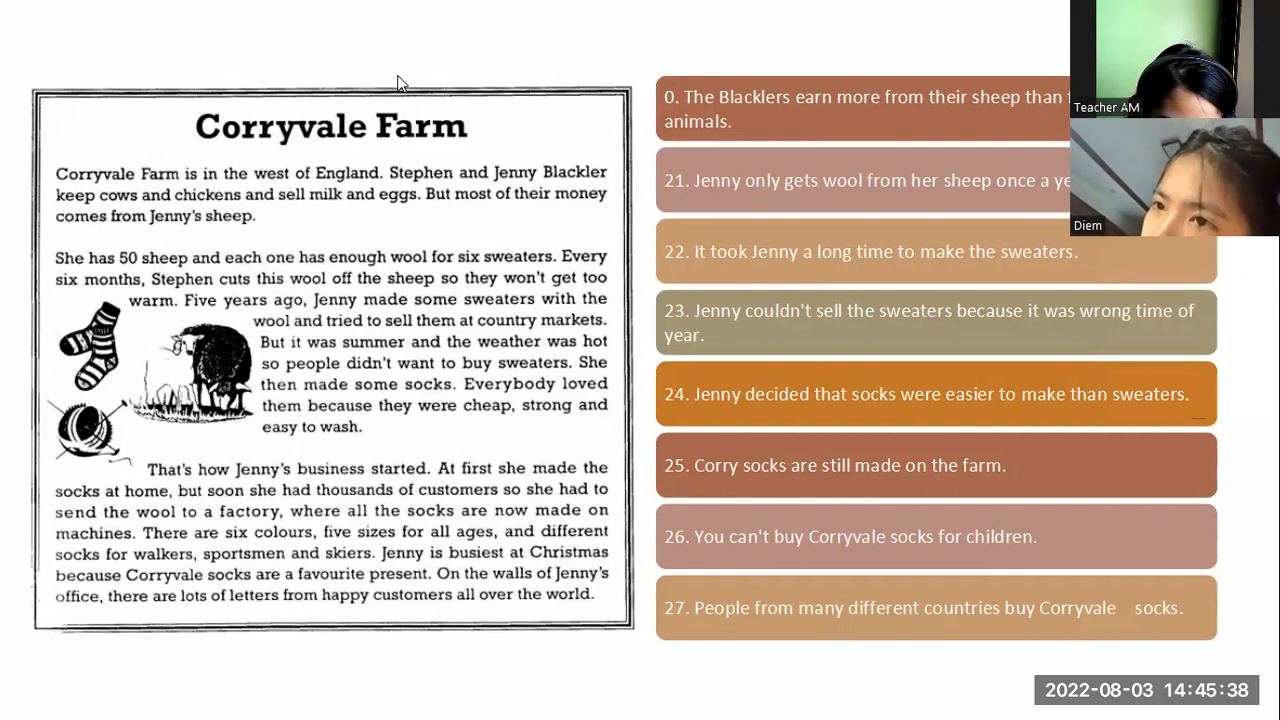 Corryvale Farm
Corryvale Farm is in the west of England. Stephen and Jenny Blackler
keep cows and chickens and sell milk and eggs. But most of their money
comes from Jenny's sheep.
She has 50 sheep and each one has enough wool for six sweaters. Every
six months, Stephen cuts this wool off the sheep so they won't get too
warm. Five years ago, Jenny made some sweaters with the
wool and tried to sell them at country markets.
But it was summer and the weather was hot
so people didn't want to buy sweaters. She
then made some socks. Everybody loved
them because they were cheap, strong and
easy to wash.
That's how Jenny's business started. At first she made the
socks at home, but soon she had thousands of customers so she had to
send the wool to a factory, where all the socks are now made on
machines. There are six colours, five sizes for all ages, and different
socks for walkers, sportsmen and skiers. Jenny is busiest at Christmas
because Corryvale socks are a favourite present. On the walls of Jenny's
office, there are lots of letters from happy customers all over the world.
0. The Blacklers earn more from their sheep than
animals.
21. Jenny only gets wool from her sheep once a
22. It took Jenny a long time to make the sweaters.
23. Jenny couldn't sell the sweaters because it was wrong time of
year.
24. Jenny decided that socks were easier to make than sweaters.
25. Corry socks are still made on the farm.
26. You can't buy Corryvale socks for children.
27. People from many different countries buy Corryvale socks.
Teacher AM
Diem
2022-08-03 14:45:38